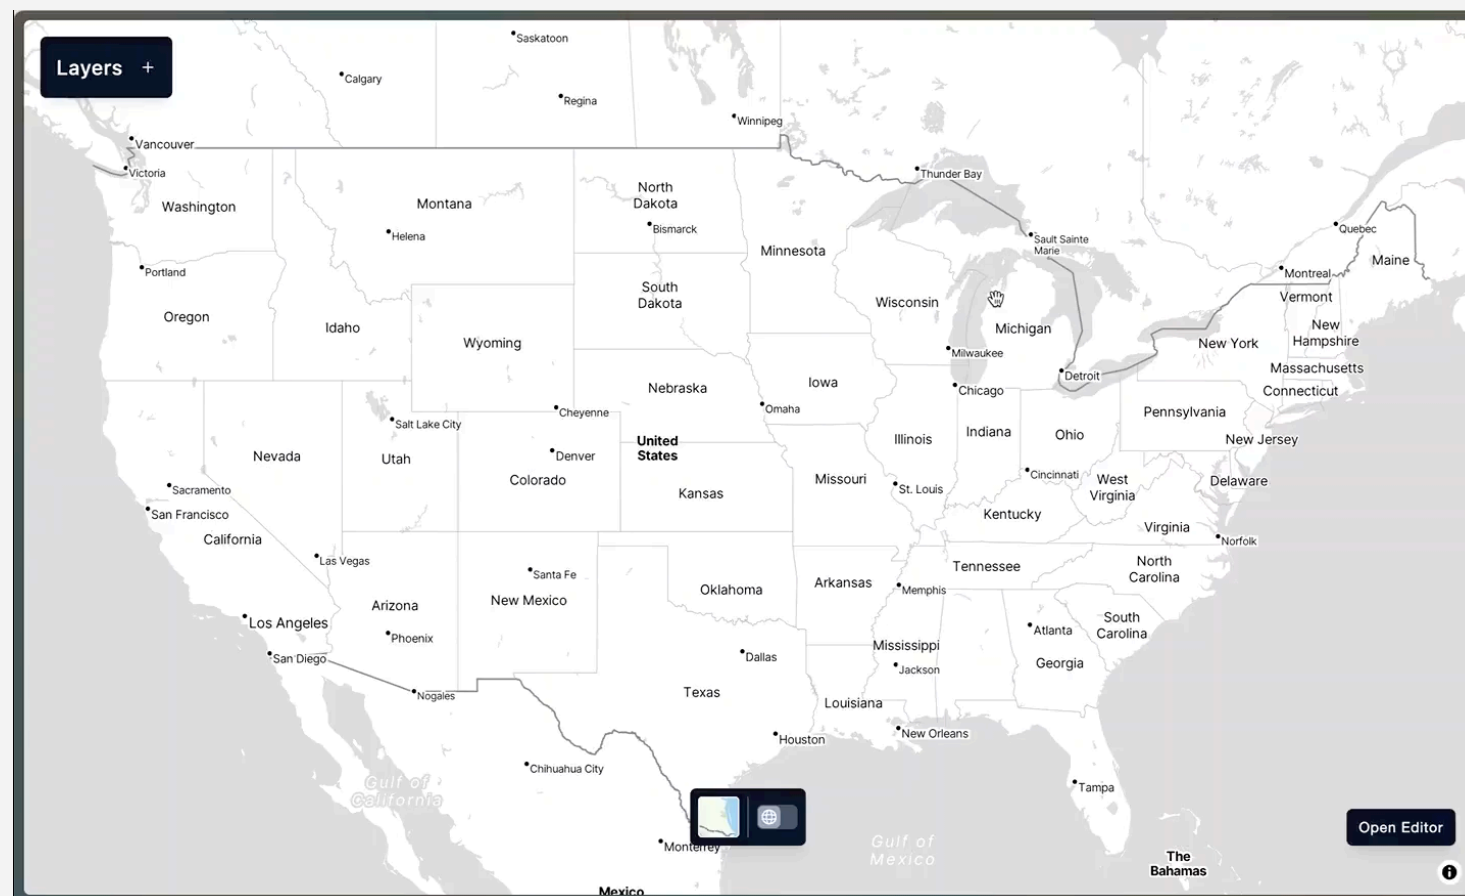 Saskatoon
Layers +
Calgary
Regina
Winnipeg
Vancouver
Victoria
Thunder Bay
Washington
Montana
North
Dakota
Helena
Bismarck
Minnesota
Sault Sainte
Marie
Quebec
Maine
Portland
Montreal
Oregon
Idaho
South
Dakota
Wisconsin
Michigan
Vermont
New
Hampshire
Wyoming
New York
Milwaukee
Massachusetts
Detroit
Nebraska
Iowa
Chicago
Connecticut
Omaha
Cheyenne
Pennsylvania
Salt Lake City
United
States
Illinois
Indiana
Ohio
New Jersey
Nevada
Utah
Denver
Colorado
Kansas
Missouri
St. Louis
Cincinnati
West
Virginia
Delaware
Sacramento
San Francisco
California
Kentucky
Virginia
Norfolk
Las Vegas
Santa Fe
New Mexico
Oklahoma
Arkansas
Tennessee
Memphis
North
Carolina
Arizona
Los Angeles
Phoenix
San Diego
Dallas
Mississippi
Jackson
Atlanta
Georgia
South
Carolina
Nogales
Texas
Louisiana
Houston
New Orleans
Chihuahua City
Gulf of
California
Tampa
Monterrey
Gulf of
Mexico
Open Editor
The
Bahamas
Mexico